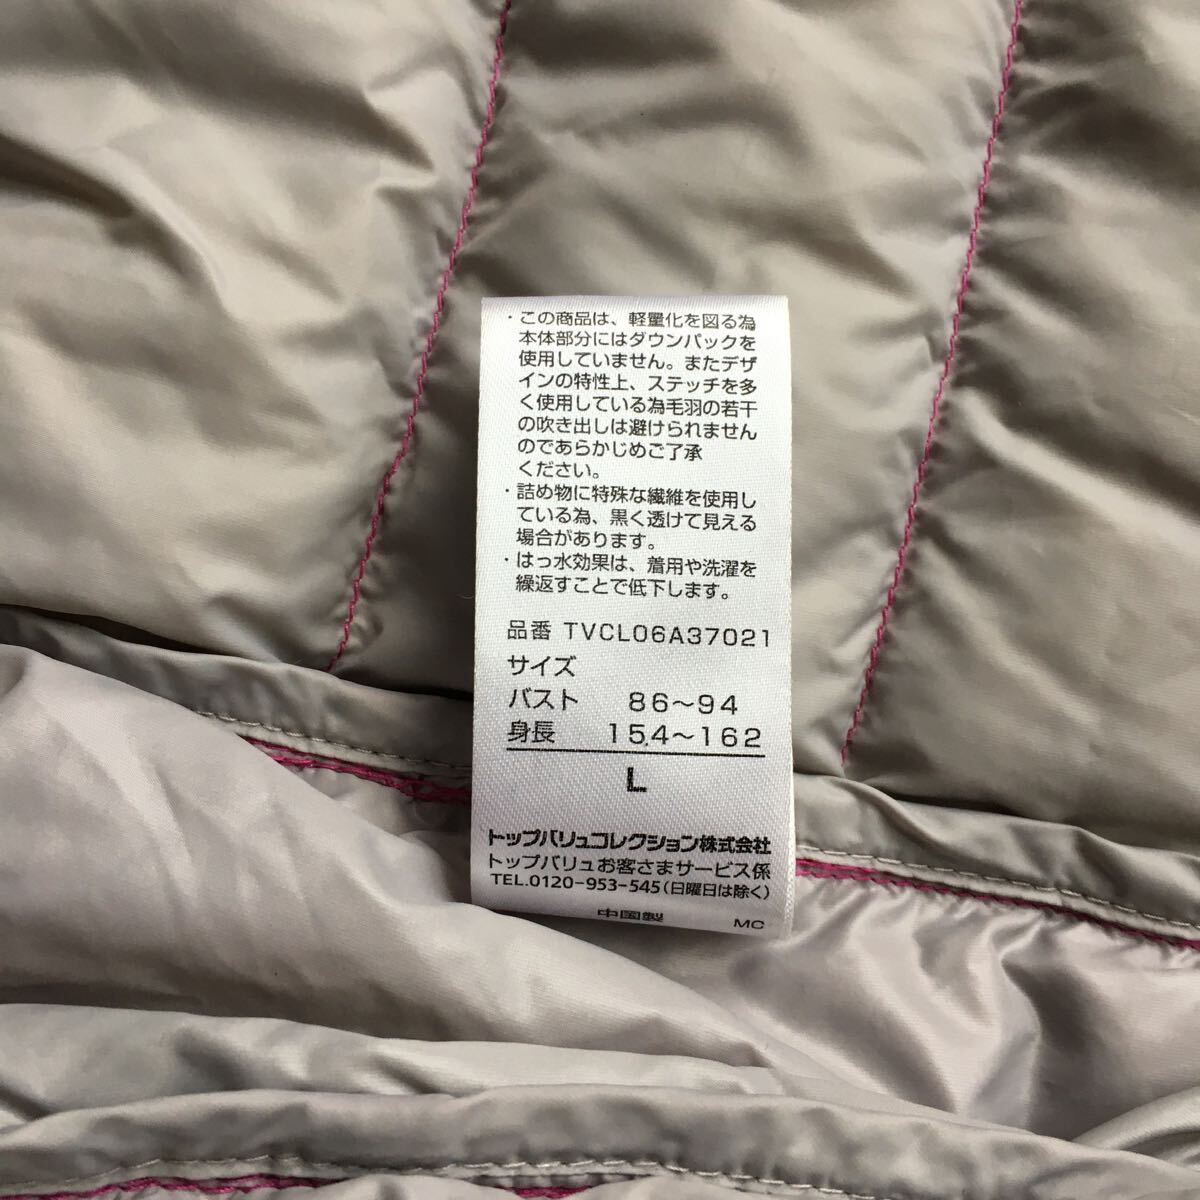 ・この商品は、軽量化を図る為
本体部分にはダウンパックを
使用していません。またデザ
インの特性上、ステッチを多
く使用している為毛羽の若干
の吹き出しは避けられません
のであらかじめご了承
ください。
・詰め物に特殊な繊維を使用し
ている為、黒く透けて見える
場合があります。
・はっ水効果は、着用や洗濯を
繰返すことで低下します。
品番 TVCL06A37021
サイズ
バスト 86～94
身長 154～162
L
トップバリュコレクション株式会社
トップバリュお客さまサービス係
TEL.0120-953-545（日曜日は除く）
中国製 MC